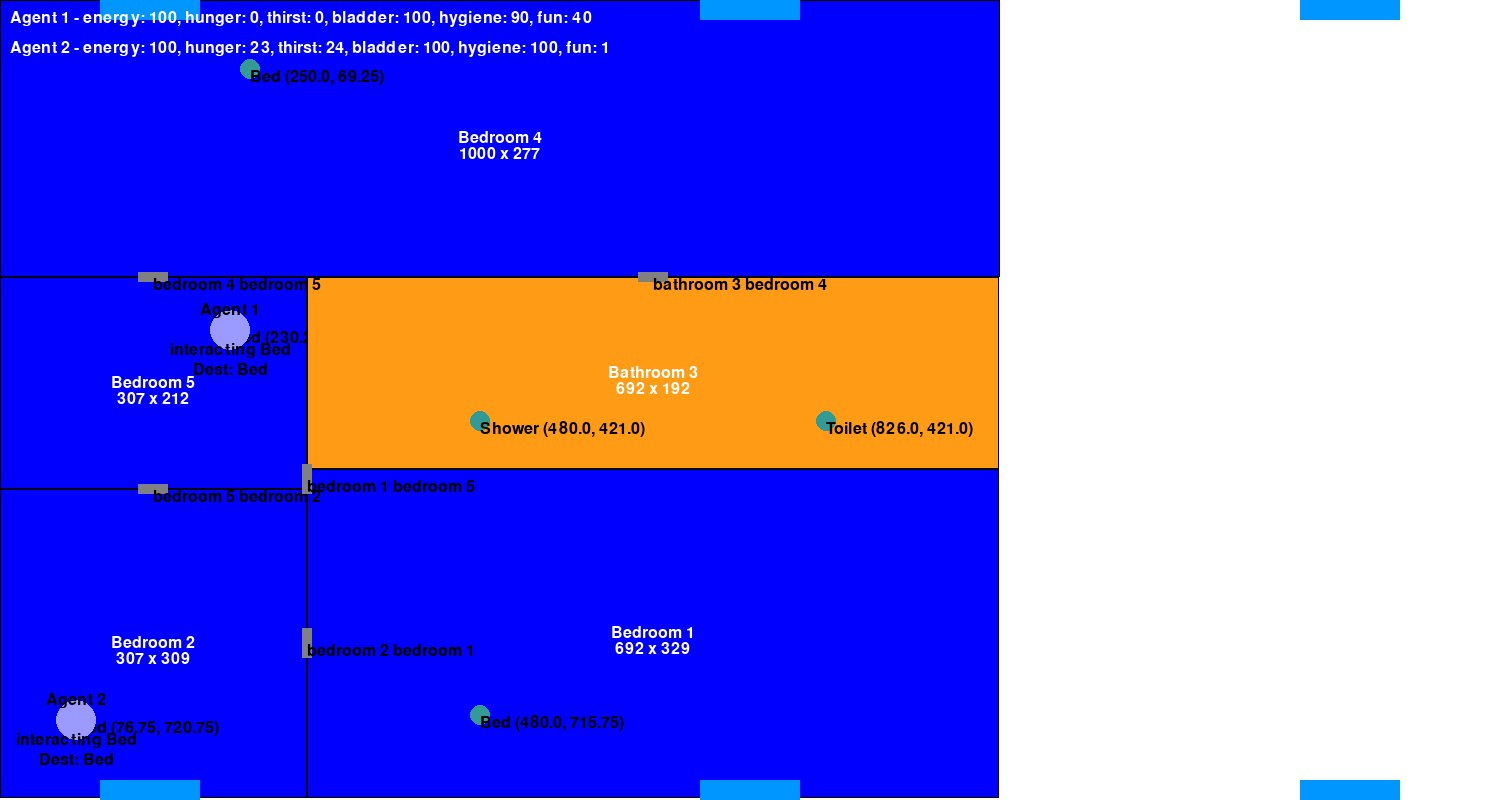 Agent 1 - energy: 100, hunger: 0, thirst: 0, bladder: 100, hygiene: 90, fun: 40
Agent 2 - energy: 100, hunger: 23, thirst: 24, bladder: 100, hygiene: 100, fun: 1
Bed (250.0, 69.25)
Bedroom 4
1000 x 277
bedroom 4 bedroom 5
bathroom 3 bedroom 4
Agent 1
d (230.2
interacting Bed
Dest: Bed
Bedroom 5
307 x 212
Bathroom 3
692 x 192
Shower (480.0, 421.0)
Toilet (826.0, 421.0)
bedroom 1 bedroom 5
bedroom 5 bedroom 2
Bedroom 2
307 x 309
bedroom 2 bedroom 1
Bedroom 1
692 x 329
Agent 2
d (76.75, 720.75)
interacting Bed
Dest: Bed
Bed (480.0, 715.75)